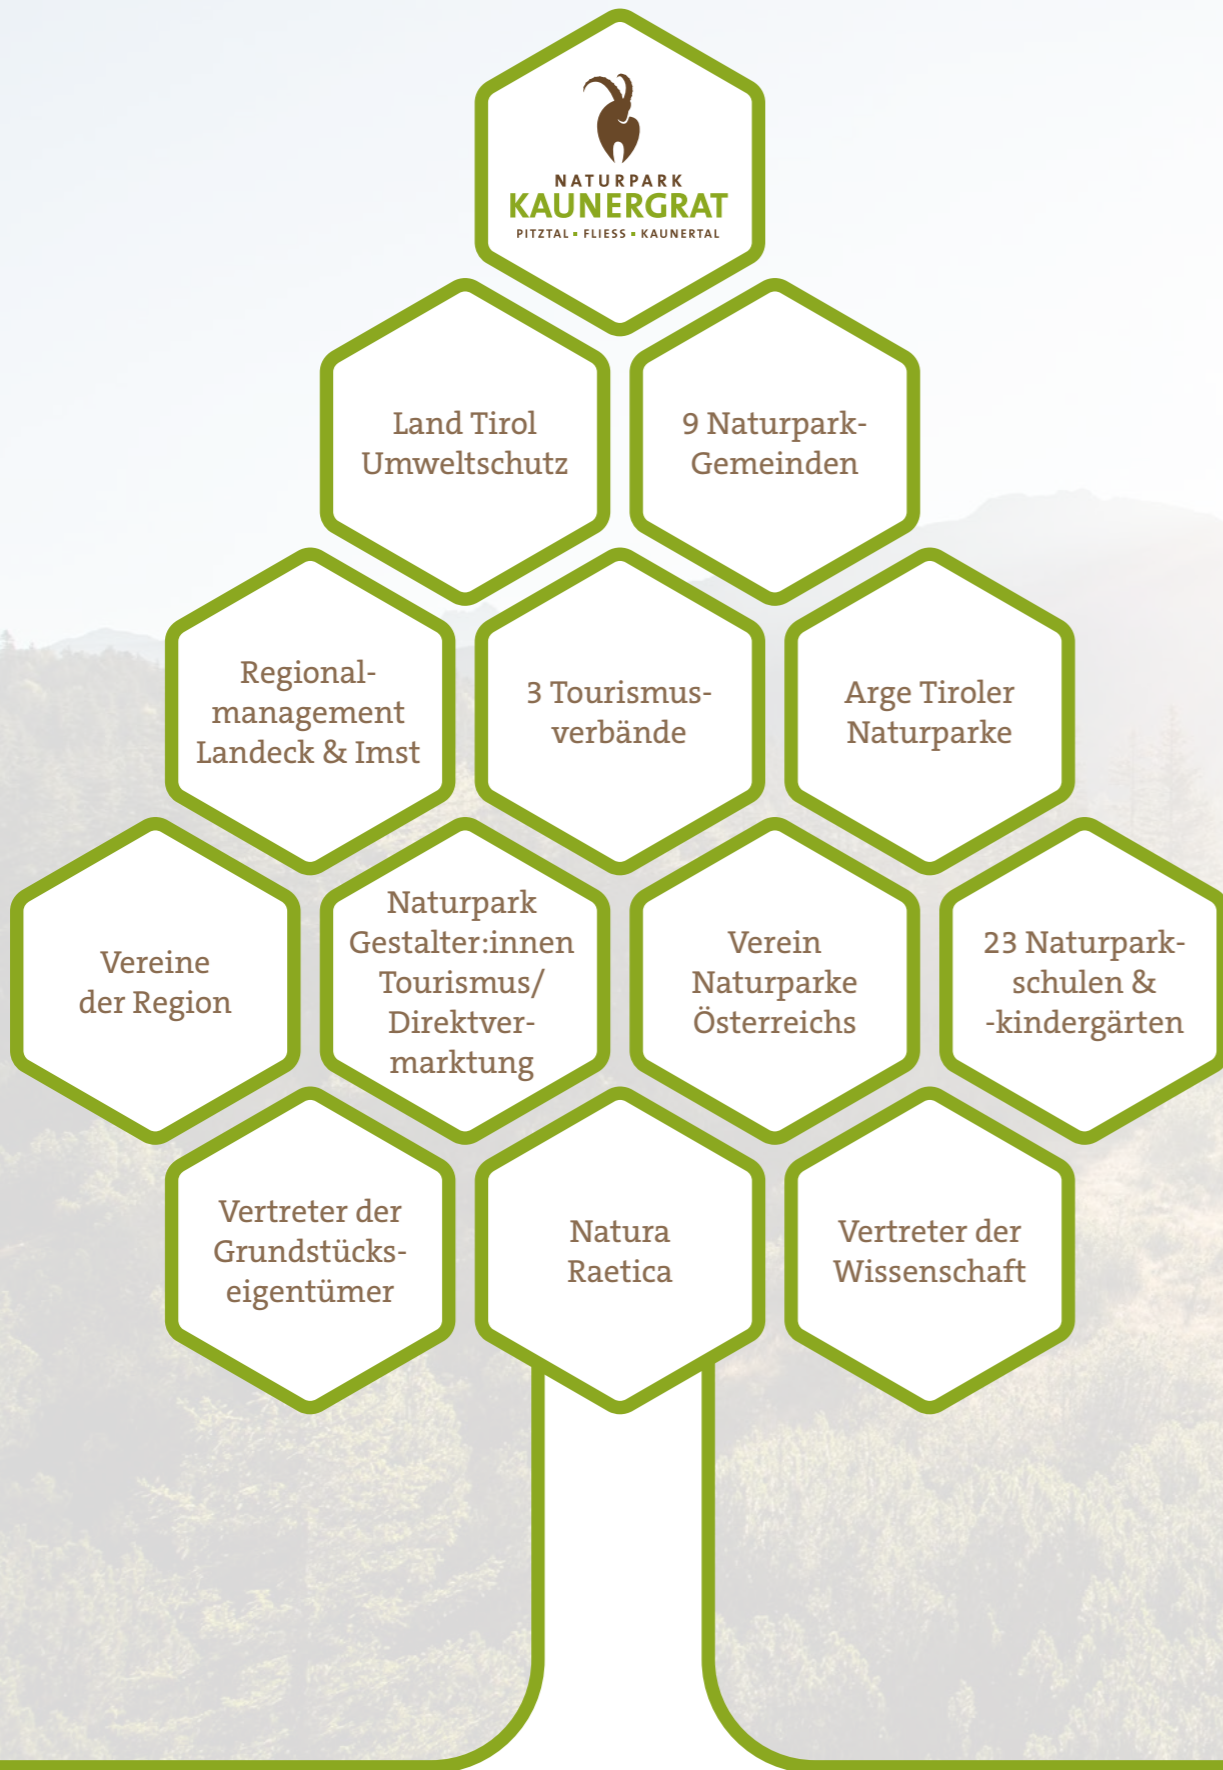 NATURPARK
KAUNERGRAT
PITZTAL ▪ FLIESS ▪ KAUNERTAL
Land Tirol
Umweltschutz
9 Naturpark-
Gemeinden
Regional-
management
Landeck & Imst
3 Tourismus-
verbände
Arge Tiroler
Naturparke
Vereine
der Region
Naturpark
Gestalter:innen
Tourismus/
Direktver-
marktung
Verein
Naturparke
Österreichs
23 Naturpark-
schulen &
-kindergärten
Vertreter der
Grundstücks-
eigentümer
Natura
Raetica
Vertreter der
Wissenschaft